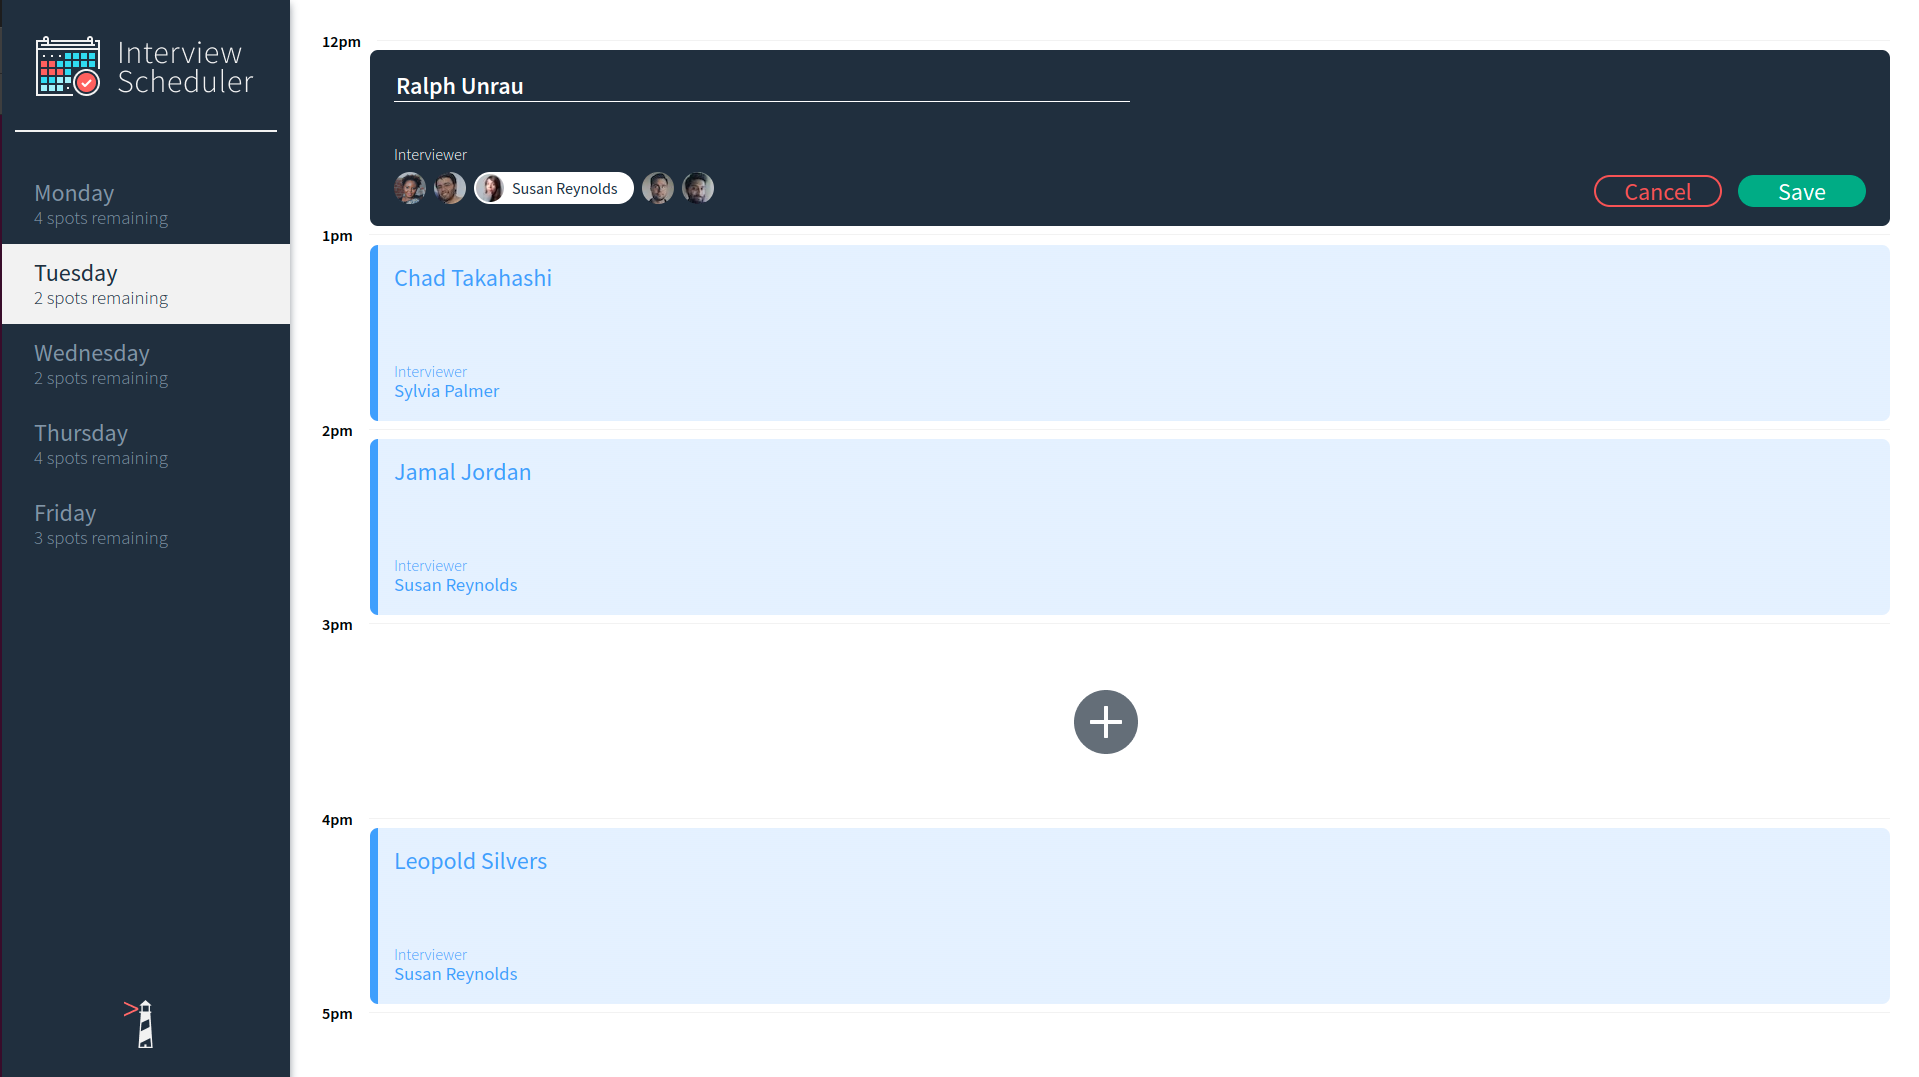 Interview
Scheduler
Monday
4 spots remaining
Tuesday
2 spots remaining
Wednesday
2 spots remaining
Thursday
4 spots remaining
Friday
3 spots remaining
12pm
Ralph Unrau
Interviewer
Susan Reynolds
Cancel
Save
1pm
Chad Takahashi
Interviewer
Sylvia Palmer
2pm
Jamal Jordan
Interviewer
Susan Reynolds
3pm
4pm
Leopold Silvers
Interviewer
Susan Reynolds
5pm